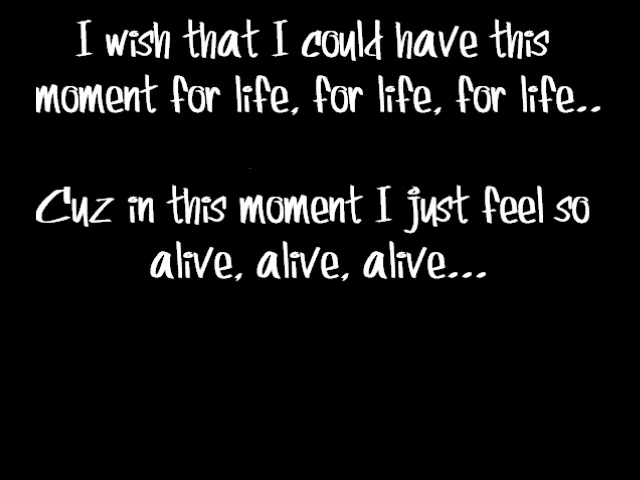 I wish that I could have this
moment for life, for life, for life..
Cuz in this moment I just feel so
alive, alive, alive...